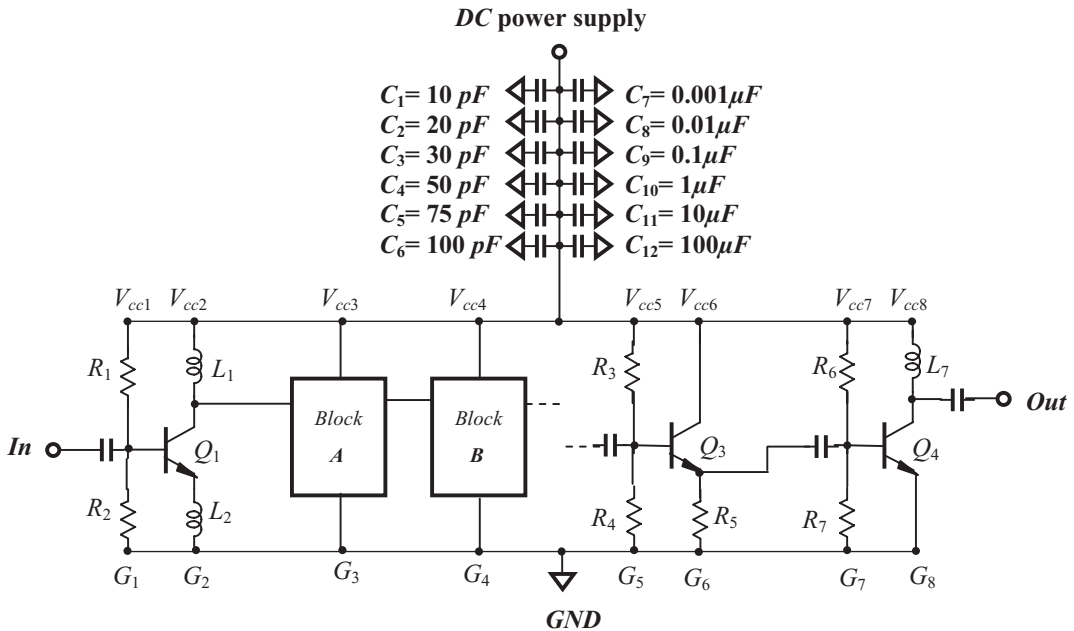 DC power supply
C₁= 10 pF
C₂= 20 pF
C₃= 30 pF
C₄= 50 pF
C₅= 75 pF
C₆= 100 pF
C₇= 0.001µF
C₈= 0.01µF
C₉= 0.1µF
C₁₀= 1µF
C₁₁= 10µF
C₁₂= 100µF
Vcc1 Vcc2 Vcc3 Vcc4 Vcc5 Vcc6 Vcc7 Vcc8
R₁ L₁ R₃ R₆ L₇
Block
A
Block
B
In Q₁ Q₃ Q₄ Out
R₂ L₂ R₄ R₅ R₇
G₁ G₂ G₃ G₄ G₅ G₆ G₇ G₈
GND